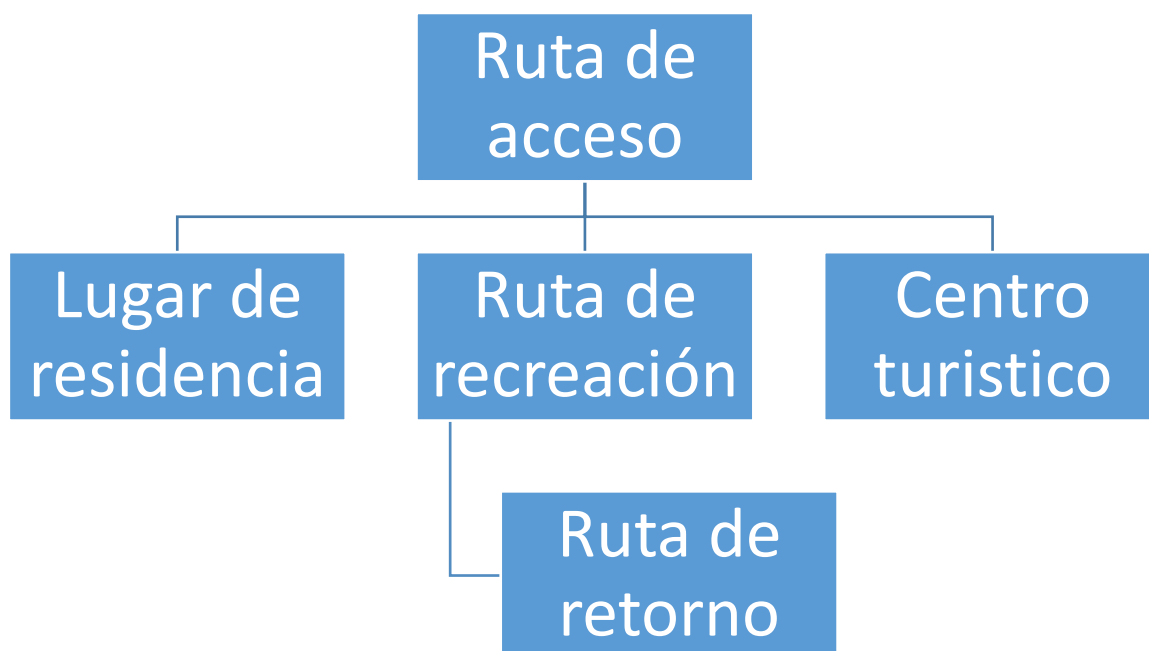 Ruta de
acceso
Lugar de
residencia
Ruta de
recreación
Centro
turistico
Ruta de
retorno